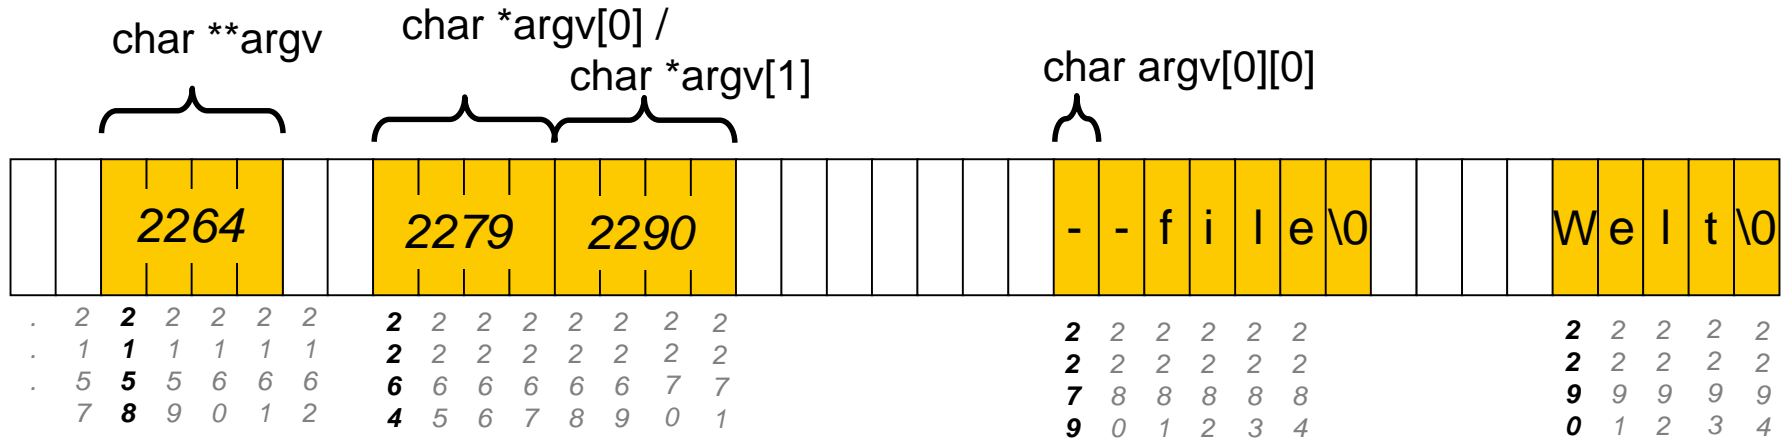 char **argv
char *argv[0] /
char *argv[1]
char argv[0][0]
2264 2279 2290 - - f i l e \0 W e l t \0
. 2 2 2 2 2 2 2 2 2 2 2 2 2 2 2 2 2 2 2 2 2 2 2 2 2
. 1 1 1 1 1 1 2 2 2 2 2 2 2 2 2 2 2 2 2 2 2 2 2 2 2
. 5 5 5 6 6 6 6 6 6 6 6 6 7 7 7 8 8 8 8 8 9 9 9 9 9
7 8 9 0 1 2 4 5 6 7 8 9 0 1 9 0 1 2 3 4 0 1 2 3 4